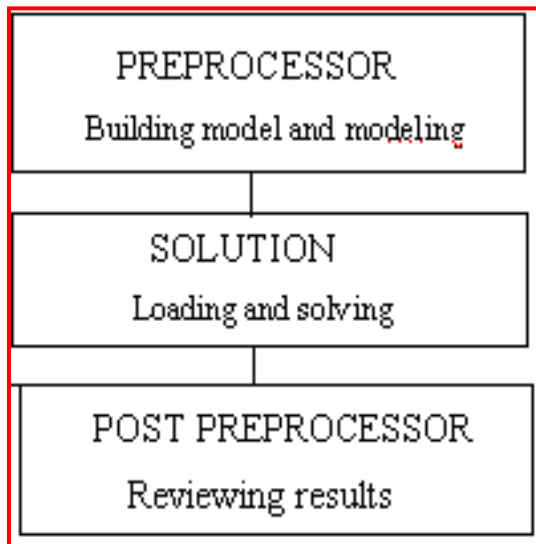 PREPROCESSOR
Building model and modeling
SOLUTION
Loading and solving
POST PREPROCESSOR
Reviewing results